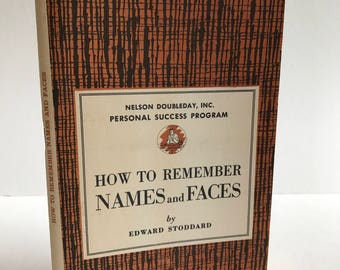 HOW TO REMEMBER NAMES AND FACES
NELSON DOUBLEDAY, INC.
PERSONAL SUCCESS PROGRAM
HOW TO REMEMBER
NAMES and FACES
by
EDWARD STODDARD